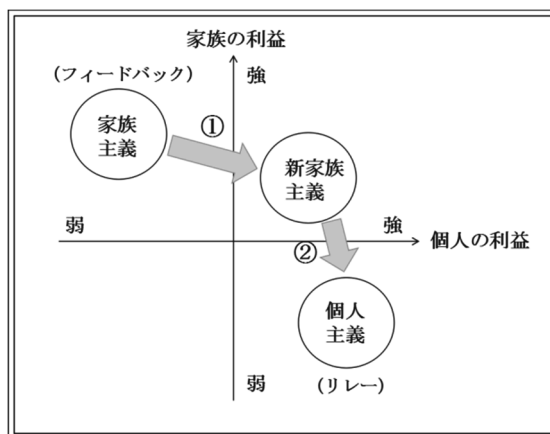 家族の利益
(フィードバック)
強
家族
主義
①
新家族
主義
弱
強
個人の利益
②
個人
主義
弱
(リレー)